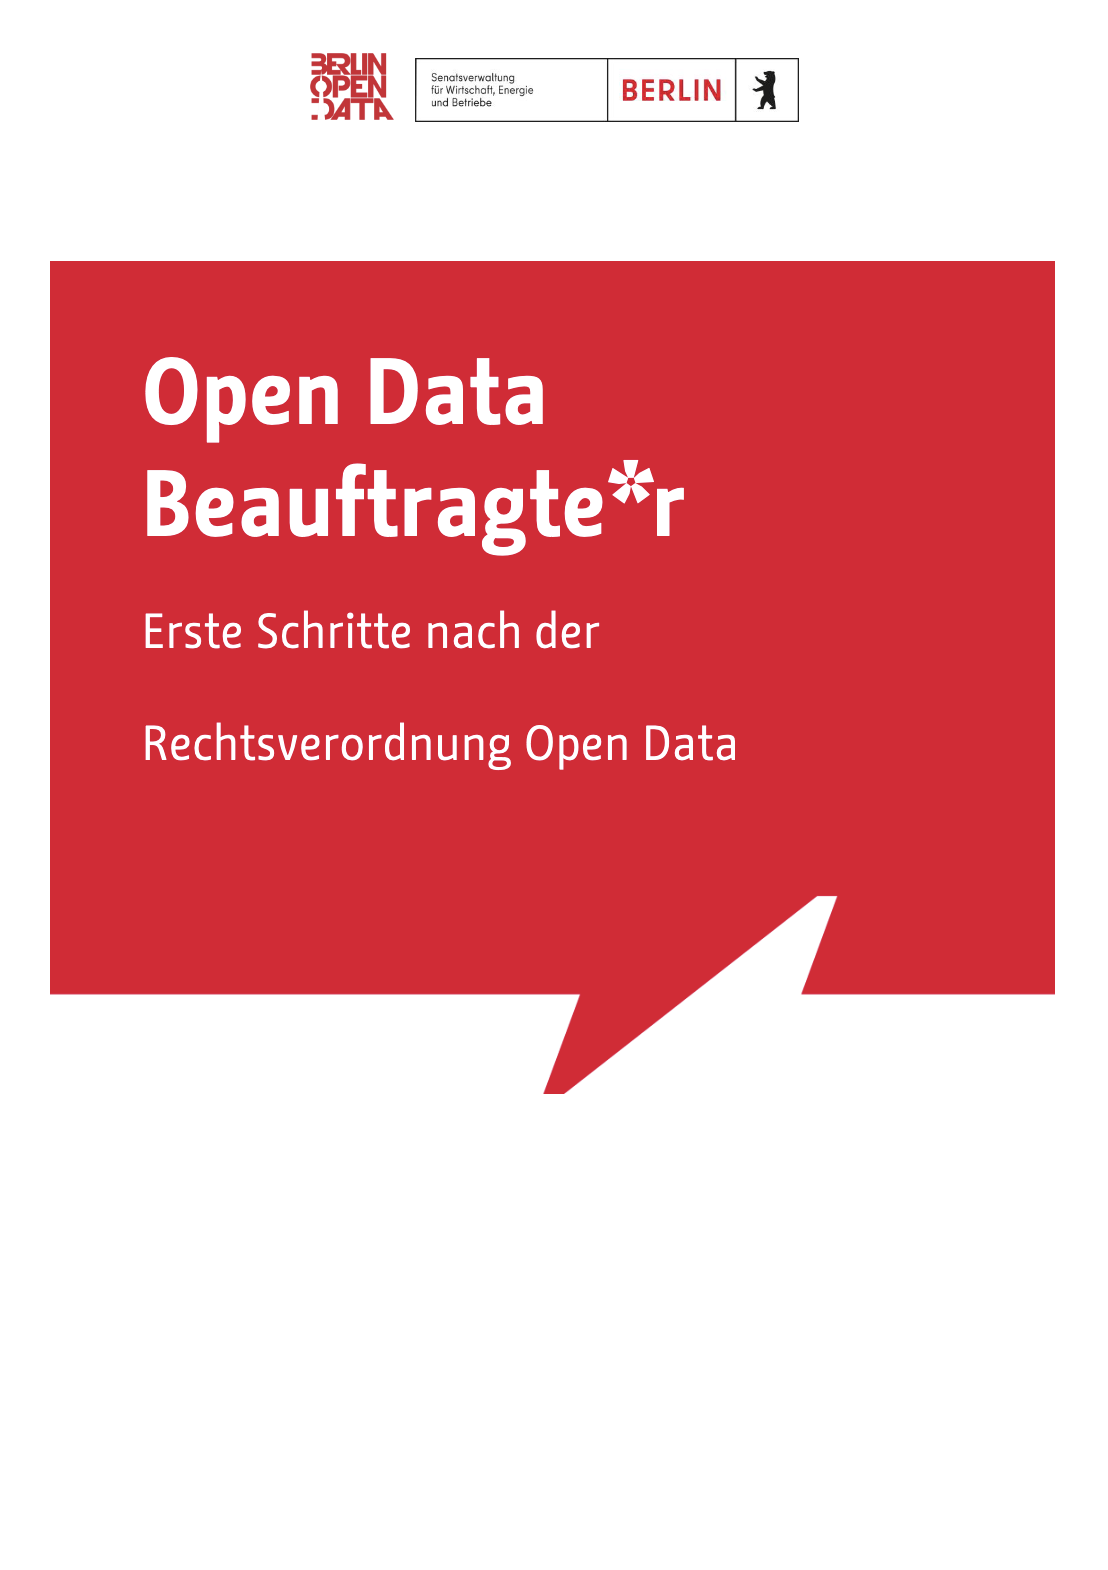 BERLIN
OPEN
DATA
Senatsverwaltung
für Wirtschaft, Energie
und Betriebe
BERLIN
Open Data
Beauftragte*r
Erste Schritte nach der
Rechtsverordnung Open Data